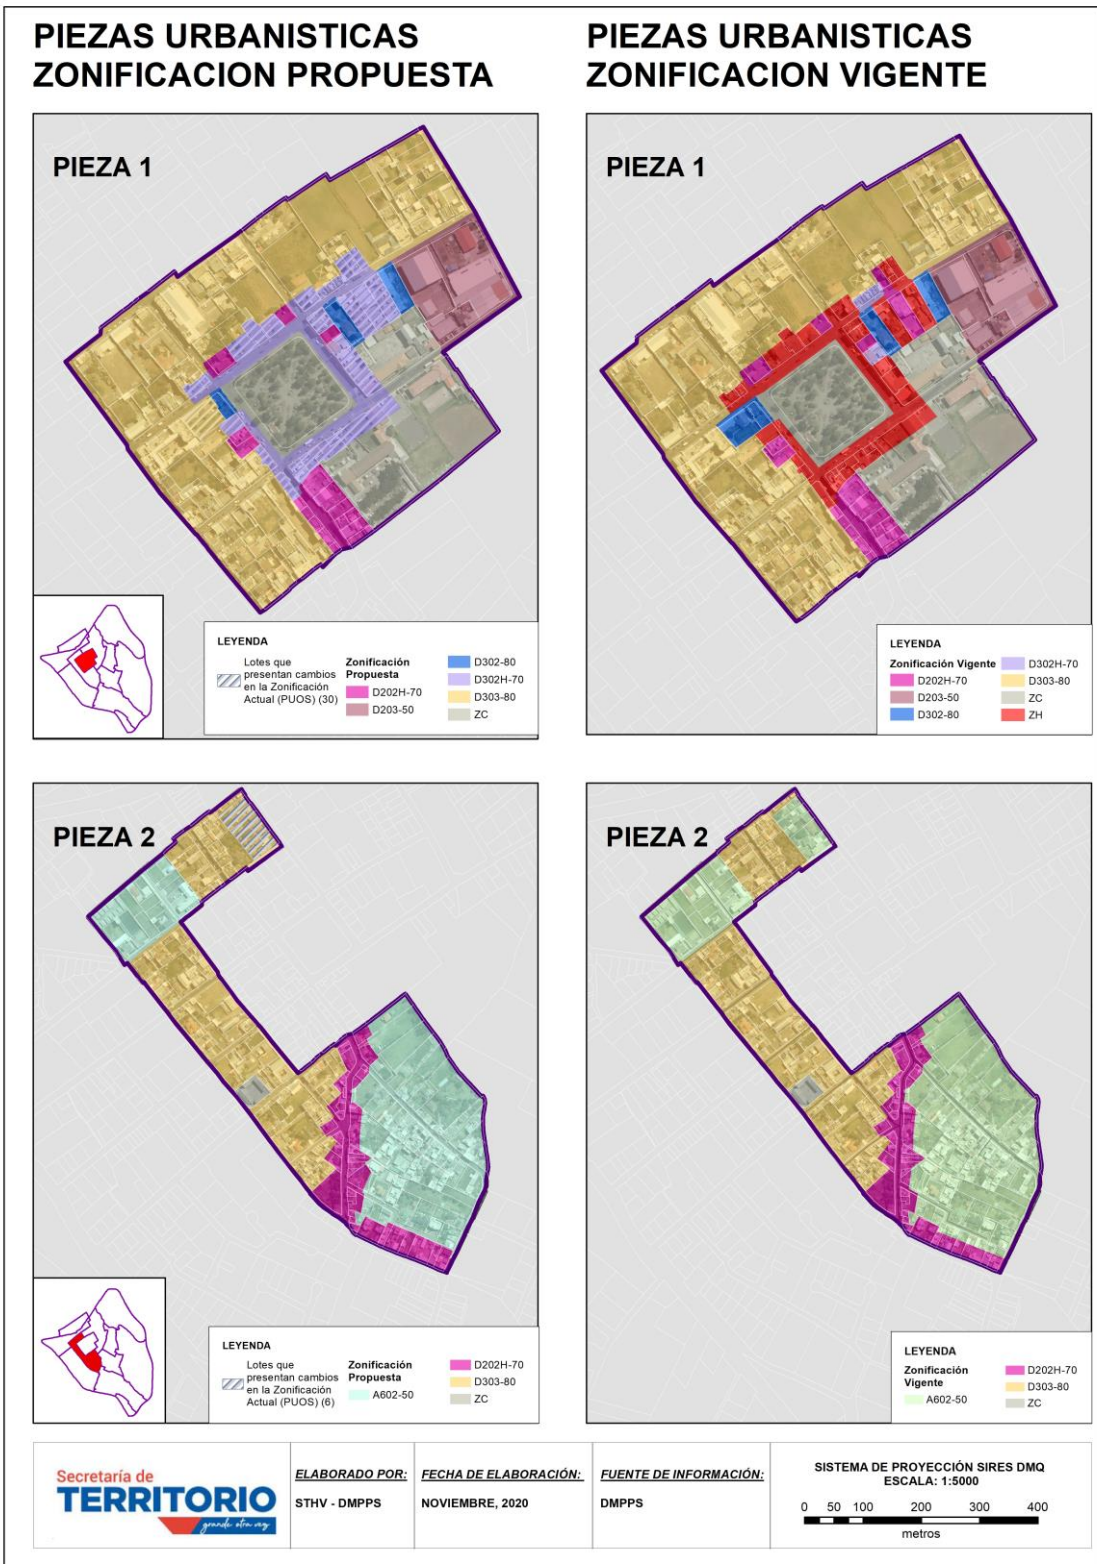 PIEZAS URBANISTICAS
ZONIFICACION PROPUESTA
PIEZAS URBANISTICAS
ZONIFICACION VIGENTE
PIEZA 1
LEYENDA
Lotes que
presentan cambios
en la Zonificación
Actual (PUOS) (30)
Zonificación
Propuesta
D202H-70
D203-50
D302-80
D302H-70
D303-80
ZC
PIEZA 1
LEYENDA
Zonificación Vigente
D202H-70
D203-50
D302-80
D302H-70
D303-80
ZC
ZH
PIEZA 2
LEYENDA
Lotes que
presentan cambios
en la Zonificación
Actual (PUOS) (6)
Zonificación
Propuesta
A602-50
D202H-70
D303-80
ZC
PIEZA 2
LEYENDA
Zonificación
Vigente
A602-50
D202H-70
D303-80
ZC
Secretaría de
TERRITORIO
grande otra vez
ELABORADO POR:
STHV - DMPPS
FECHA DE ELABORACIÓN:
NOVIEMBRE, 2020
FUENTE DE INFORMACIÓN:
DMPPS
SISTEMA DE PROYECCIÓN SIRES DMQ
ESCALA: 1:5000
0 50 100 200 300 400
metros